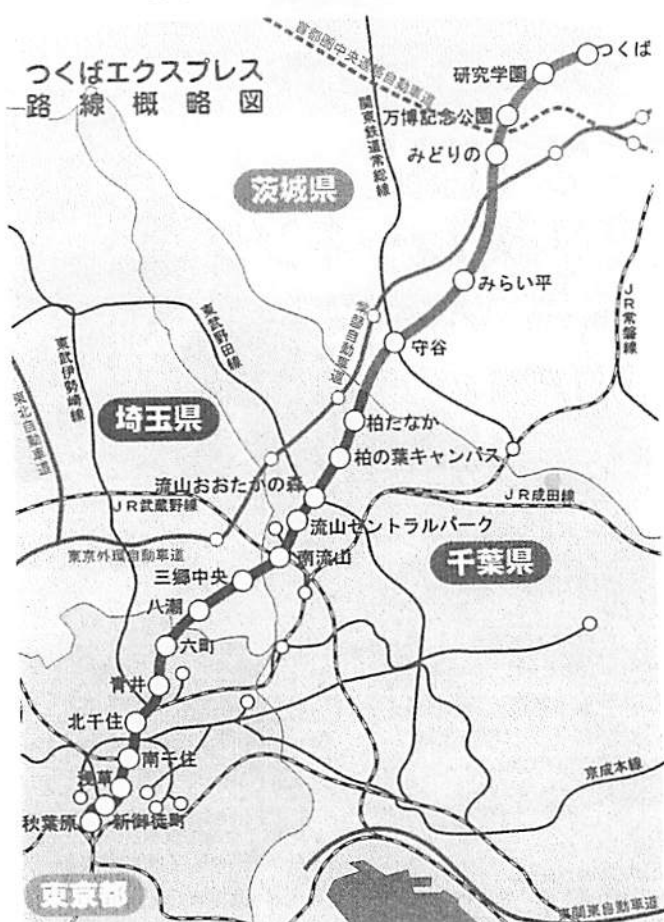 つくばエクスプレス
路線概略図
つくば
研究学園
万博記念公園
みどりの
みらい平
守谷
柏たなか
柏の葉キャンパス
流山おおたかの森
流山セントラルパーク
南流山
三郷中央
八潮
六町
青井
北千住
南千住
浅草
新御徒町
秋葉原
茨城県
埼玉県
千葉県
東京都
首都圏中央連絡自動車道
関東鉄道常総線
常磐自動車道
JR常磐線
東武野田線
東武伊勢崎線
東北自動車道
JR武蔵野線
東京外環自動車道
JR成田線
京成本線
東関東自動車道